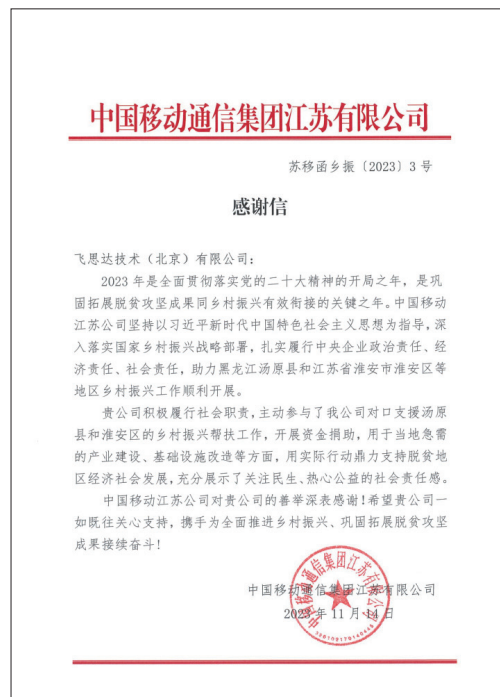 中国移动通信集团江苏有限公司
苏移函乡振〔2023〕3号
感谢信
飞思达技术（北京）有限公司：
2023年是全面贯彻落实党的二十大精神的开局之年，是巩
固拓展脱贫攻坚成果同乡村振兴有效衔接的关键之年。中国移动
江苏公司坚持以习近平新时代中国特色社会主义思想为指导，深
入落实国家乡村振兴战略部署，扎实履行中央企业政治责任、经
济责任、社会责任，助力黑龙江汤原县和江苏省淮安市淮安区等
地区乡村振兴工作顺利开展。
贵公司积极履行社会职责，主动参与了我公司对口支援汤原
县和淮安区的乡村振兴帮扶工作，开展资金捐助，用于当地急需
的产业建设、基础设施改造等方面，用实际行动鼎力支持脱贫地
区经济社会发展，充分展示了关注民生、热心公益的社会责任感。
中国移动江苏公司对贵公司的善举深表感谢！希望贵公司一
如既往关心支持，携手为全面推进乡村振兴、巩固拓展脱贫攻坚
成果接续奋斗！
中国移动通信集团江苏有限公司
2023年11月14日
中国移动通信集团江苏有限公司